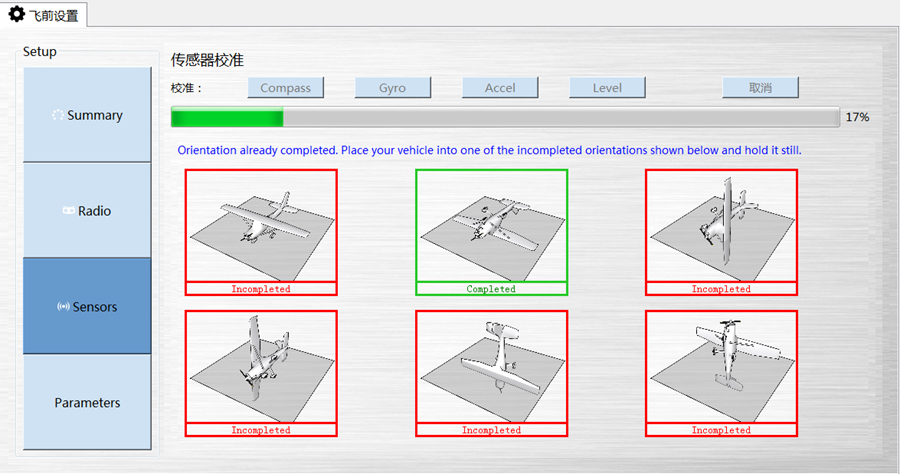 飞前设置
Setup
Summary
Radio
Sensors
Parameters
传感器校准
校准： Compass Gyro Accel Level 取消
17%
Orientation already completed. Place your vehicle into one of the incompleted orientations shown below and hold it still.
Incompleted Completed Incompleted
Incompleted Incompleted Incompleted